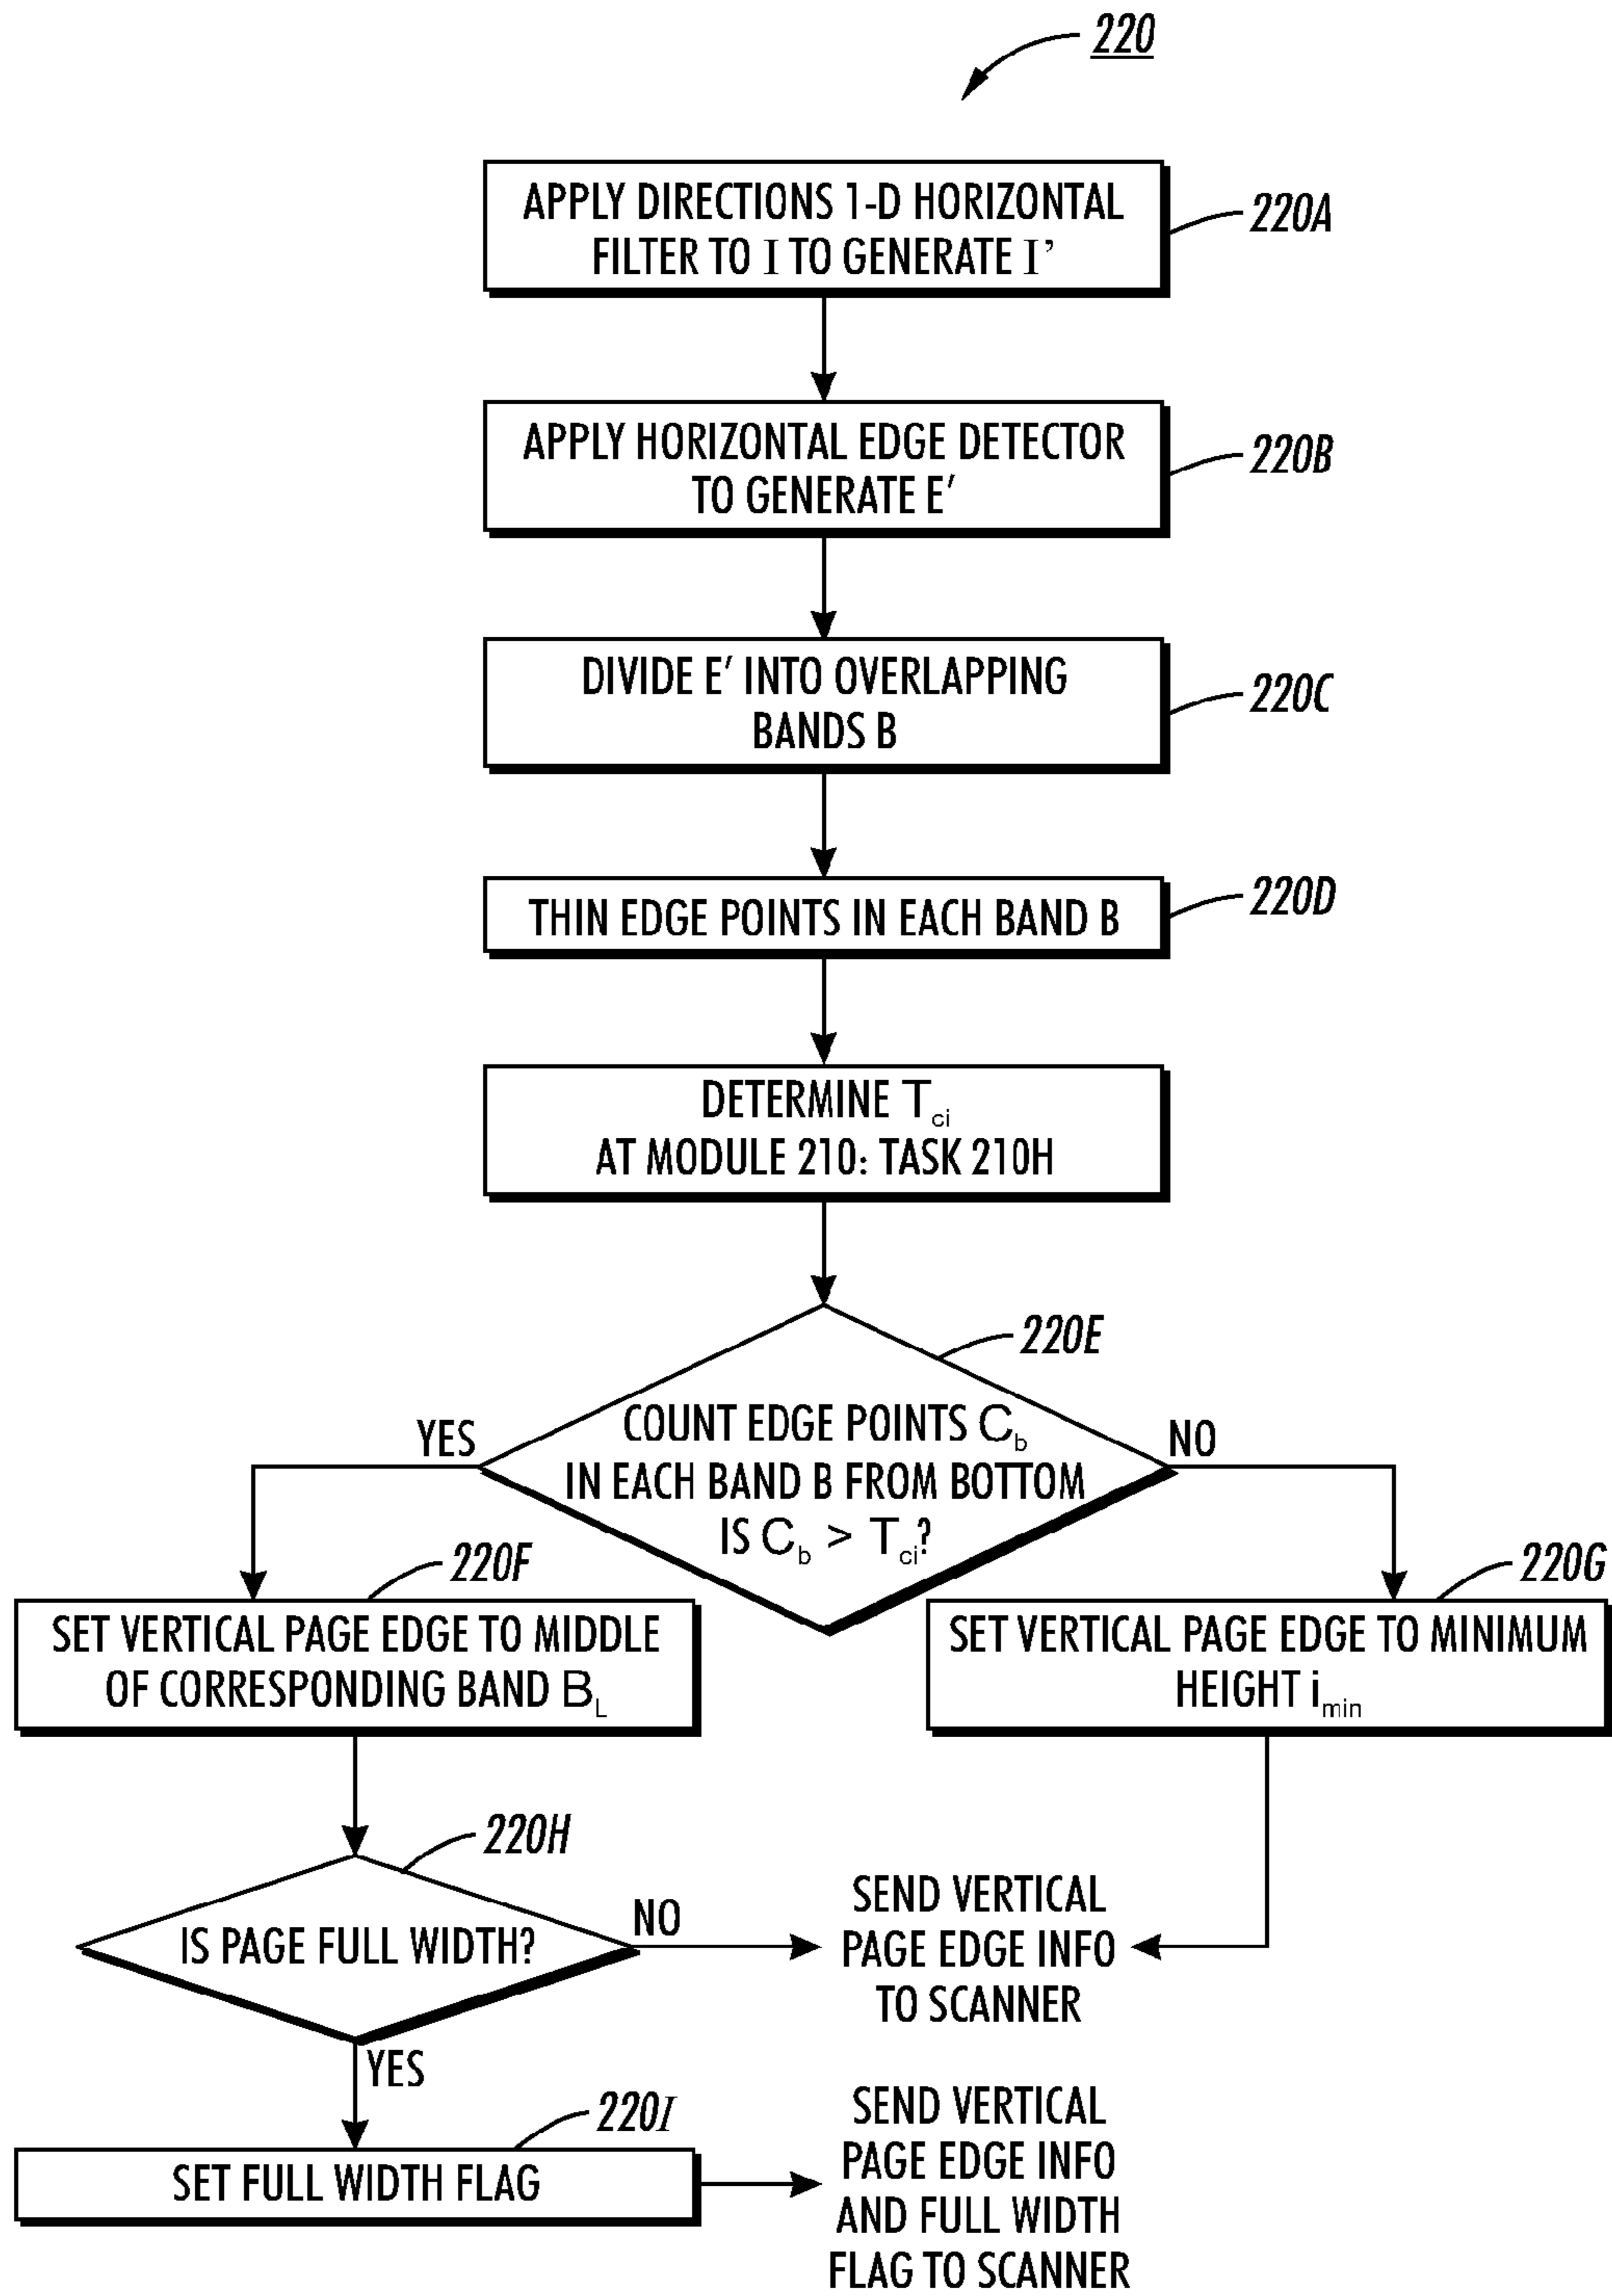 220
APPLY DIRECTIONS 1-D HORIZONTAL
FILTER TO I TO GENERATE I’
220A
APPLY HORIZONTAL EDGE DETECTOR
TO GENERATE E′
220B
DIVIDE E′ INTO OVERLAPPING
BANDS B
220C
THIN EDGE POINTS IN EACH BAND B
220D
DETERMINE Tci
AT MODULE 210: TASK 210H
220E
COUNT EDGE POINTS Cb
IN EACH BAND B FROM BOTTOM
IS Cb > Tci?
YES
NO
220F
SET VERTICAL PAGE EDGE TO MIDDLE
OF CORRESPONDING BAND BL
220G
SET VERTICAL PAGE EDGE TO MINIMUM
HEIGHT imin
220H
IS PAGE FULL WIDTH?
NO
SEND VERTICAL
PAGE EDGE INFO
TO SCANNER
YES
220I
SET FULL WIDTH FLAG
SEND VERTICAL
PAGE EDGE INFO
AND FULL WIDTH
FLAG TO SCANNER